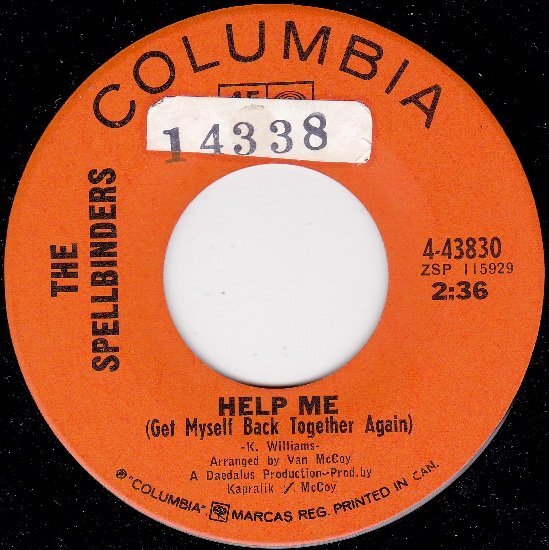 COLUMBIA
45
14338
THE
SPELLBINDERS
4-43830
ZSP 115929
2:36
HELP ME
(Get Myself Back Together Again)
-K. Williams-
Arranged by Van McCoy
A Daedalus Production-Prod. by
Kapralik & McCoy
® "COLUMBIA" MARCAS REG. PRINTED IN CAN.